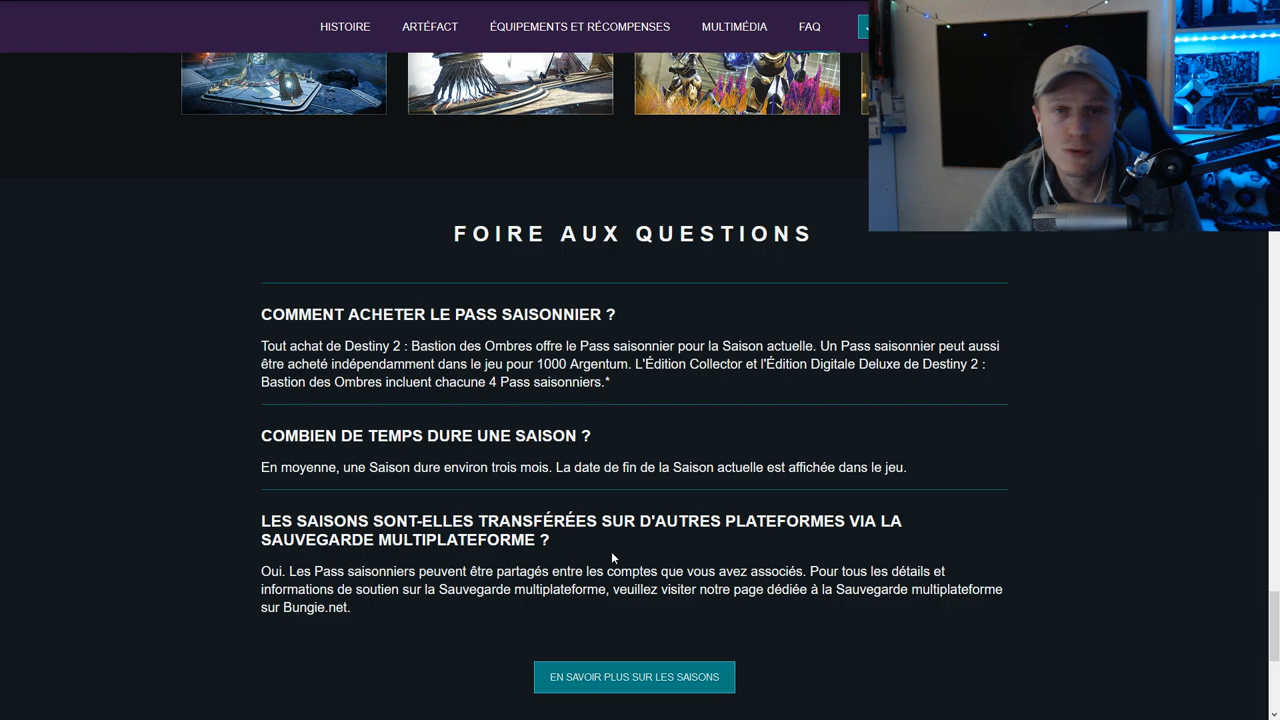 HISTOIRE ARTÉFACT ÉQUIPEMENTS ET RÉCOMPENSES MULTIMÉDIA FAQ
FOIRE AUX QUESTIONS
COMMENT ACHETER LE PASS SAISONNIER ?
Tout achat de Destiny 2 : Bastion des Ombres offre le Pass saisonnier pour la Saison actuelle. Un Pass saisonnier peut aussi
être acheté indépendamment dans le jeu pour 1000 Argentum. L'Édition Collector et l'Édition Digitale Deluxe de Destiny 2 :
Bastion des Ombres incluent chacune 4 Pass saisonniers.*
COMBIEN DE TEMPS DURE UNE SAISON ?
En moyenne, une Saison dure environ trois mois. La date de fin de la Saison actuelle est affichée dans le jeu.
LES SAISONS SONT-ELLES TRANSFÉRÉES SUR D'AUTRES PLATEFORMES VIA LA
SAUVEGARDE MULTIPLATEFORME ?
Oui. Les Pass saisonniers peuvent être partagés entre les comptes que vous avez associés. Pour tous les détails et
informations de soutien sur la Sauvegarde multiplateforme, veuillez visiter notre page dédiée à la Sauvegarde multiplateforme
sur Bungie.net.
EN SAVOIR PLUS SUR LES SAISONS